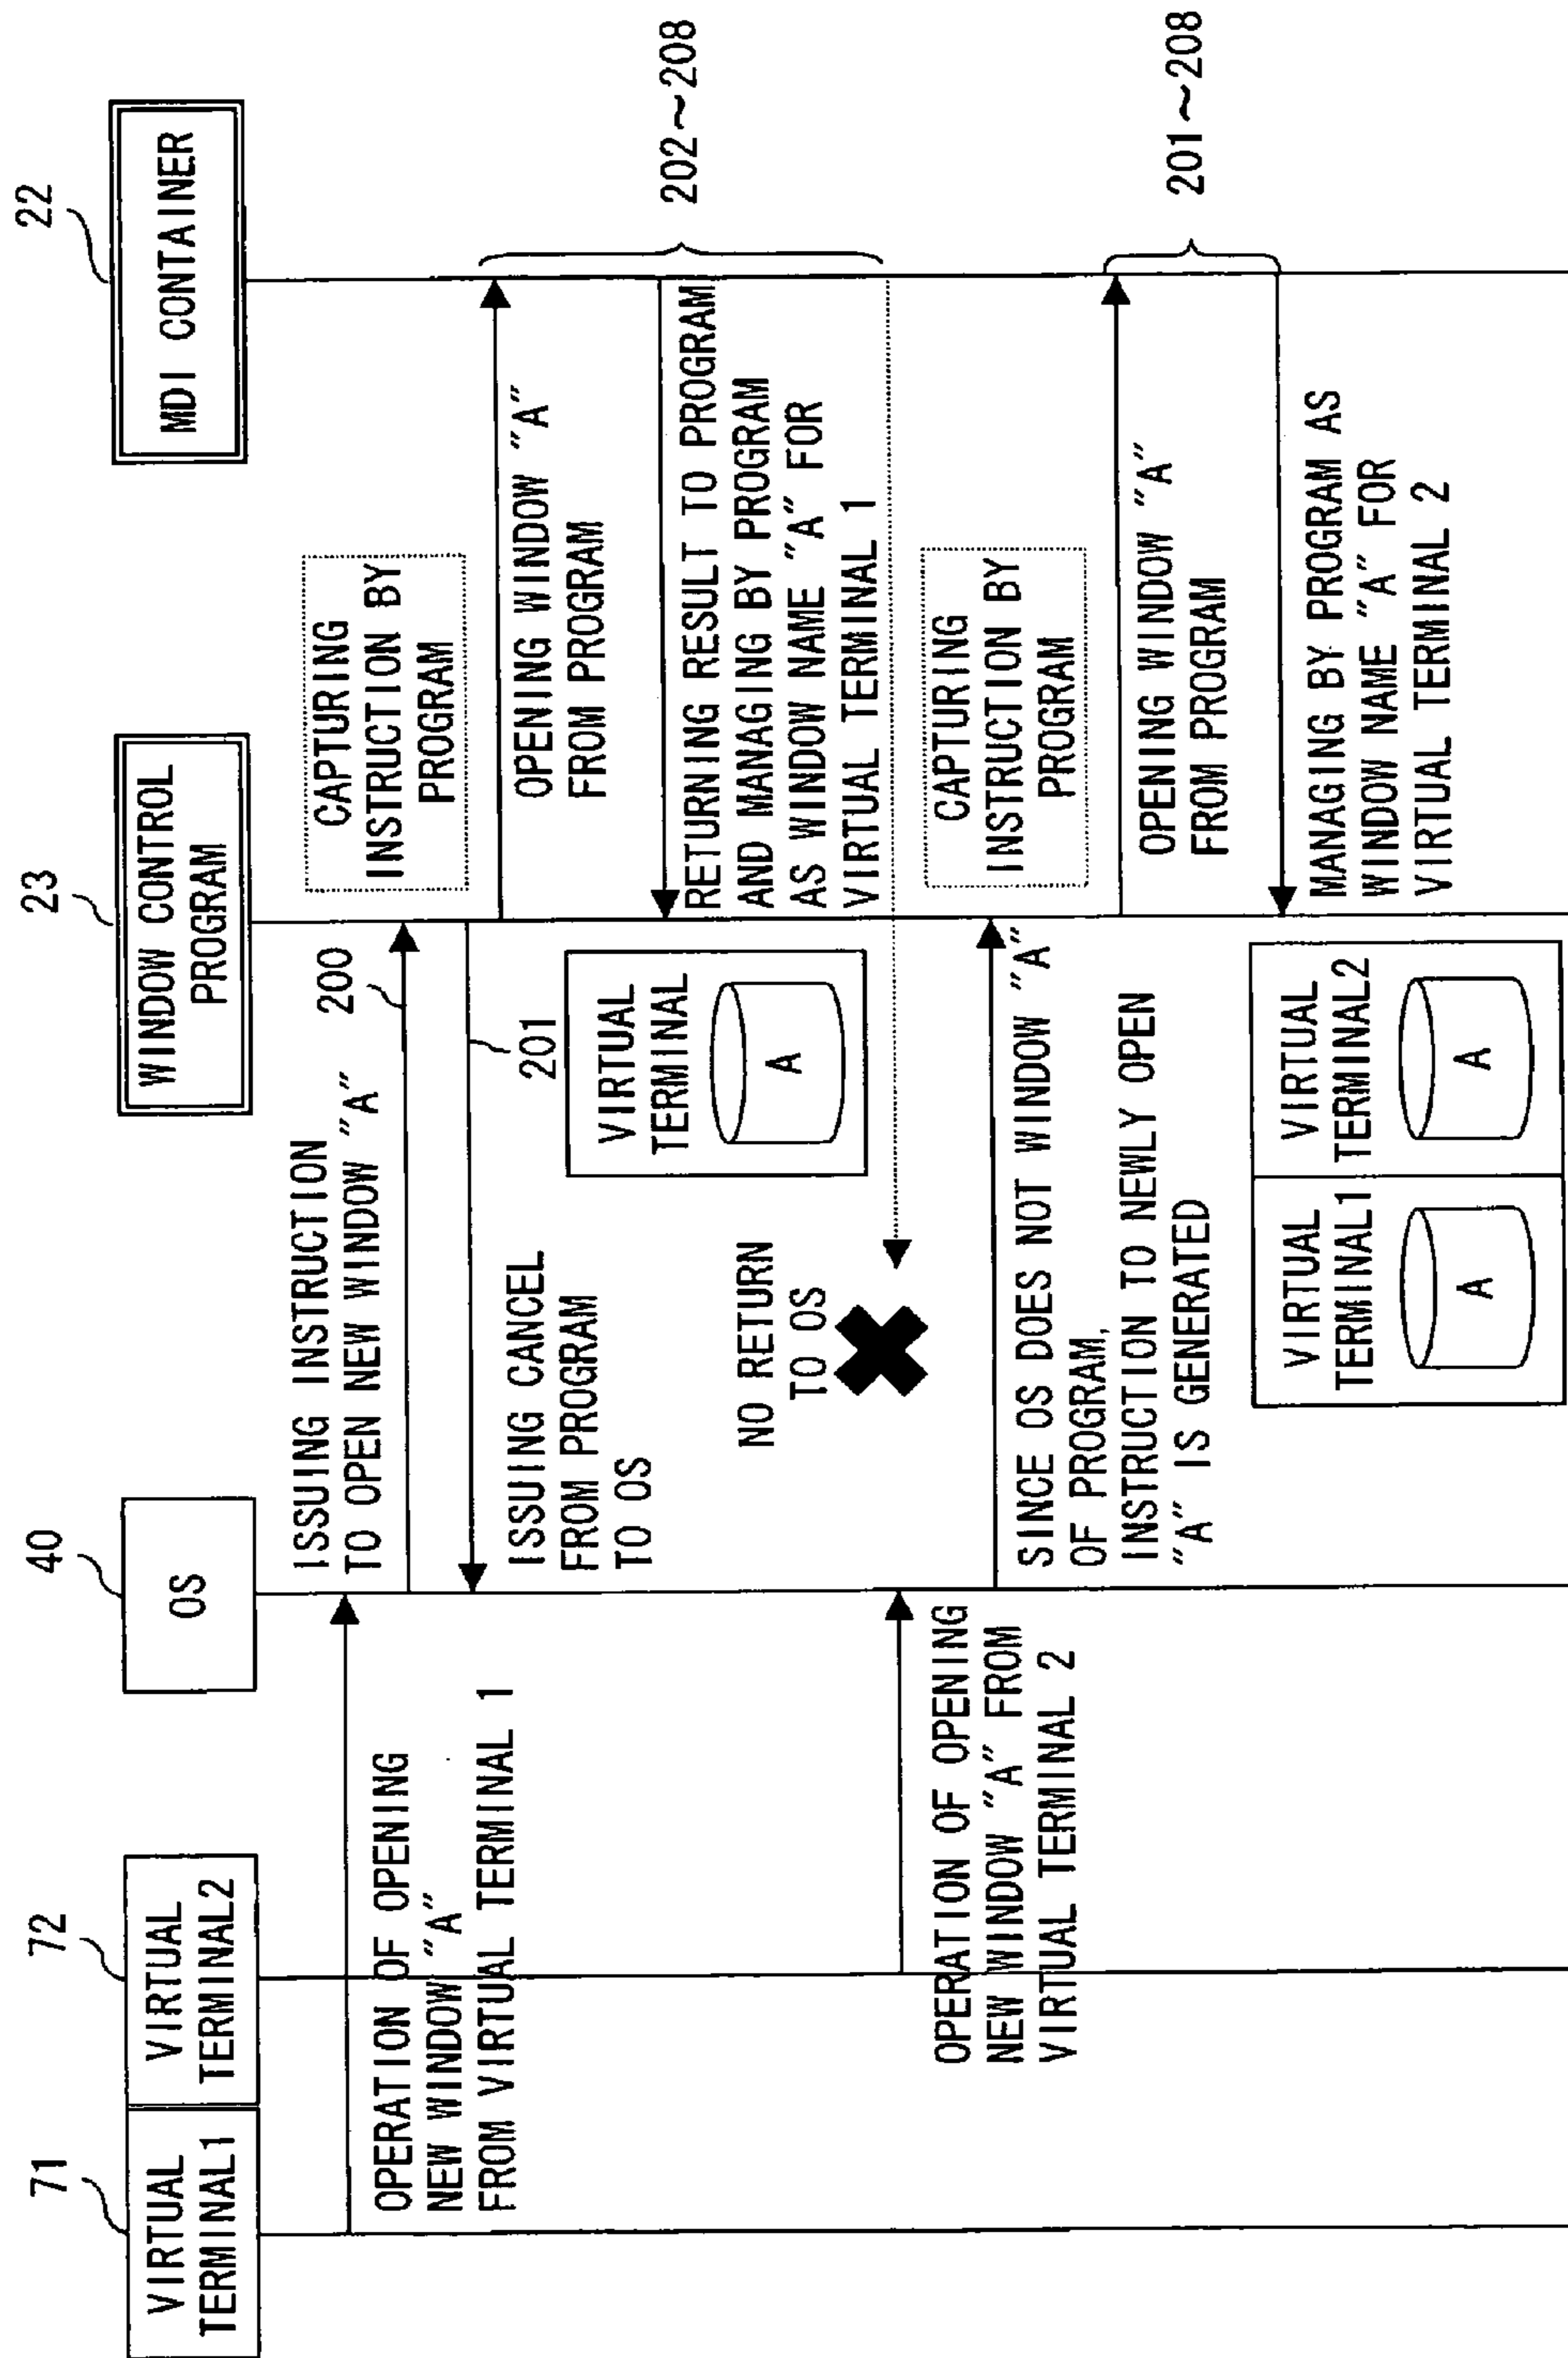 71
72
40
23
22
VIRTUAL
TERMINAL1
VIRTUAL
TERMINAL2
OS
WINDOW CONTROL
PROGRAM
MDI CONTAINER
OPERATION OF OPENING
NEW WINDOW "A"
FROM VIRTUAL TERMINAL 1
ISSUING INSTRUCTION
TO OPEN NEW WINDOW "A"
200
CAPTURING
INSTRUCTION BY
PROGRAM
ISSUING CANCEL
FROM PROGRAM
TO OS
201
OPENING WINDOW "A"
FROM PROGRAM
VIRTUAL
TERMINAL
A
RETURNING RESULT TO PROGRAM
AND MANAGING BY PROGRAM
AS WINDOW NAME "A" FOR
VIRTUAL TERMINAL 1
202~208
NO RETURN
TO OS
OPERATION OF OPENING
NEW WINDOW "A" FROM
VIRTUAL TERMINAL 2
SINCE OS DOES NOT WINDOW "A"
OF PROGRAM,
INSTRUCTION TO NEWLY OPEN
"A" IS GENERATED
CAPTURING
INSTRUCTION BY
PROGRAM
OPENING WINDOW "A"
FROM PROGRAM
201~208
VIRTUAL
TERMINAL1
A
VIRTUAL
TERMINAL2
A
MANAGING BY PROGRAM AS
WINDOW NAME "A" FOR
VIRTUAL TERMINAL 2